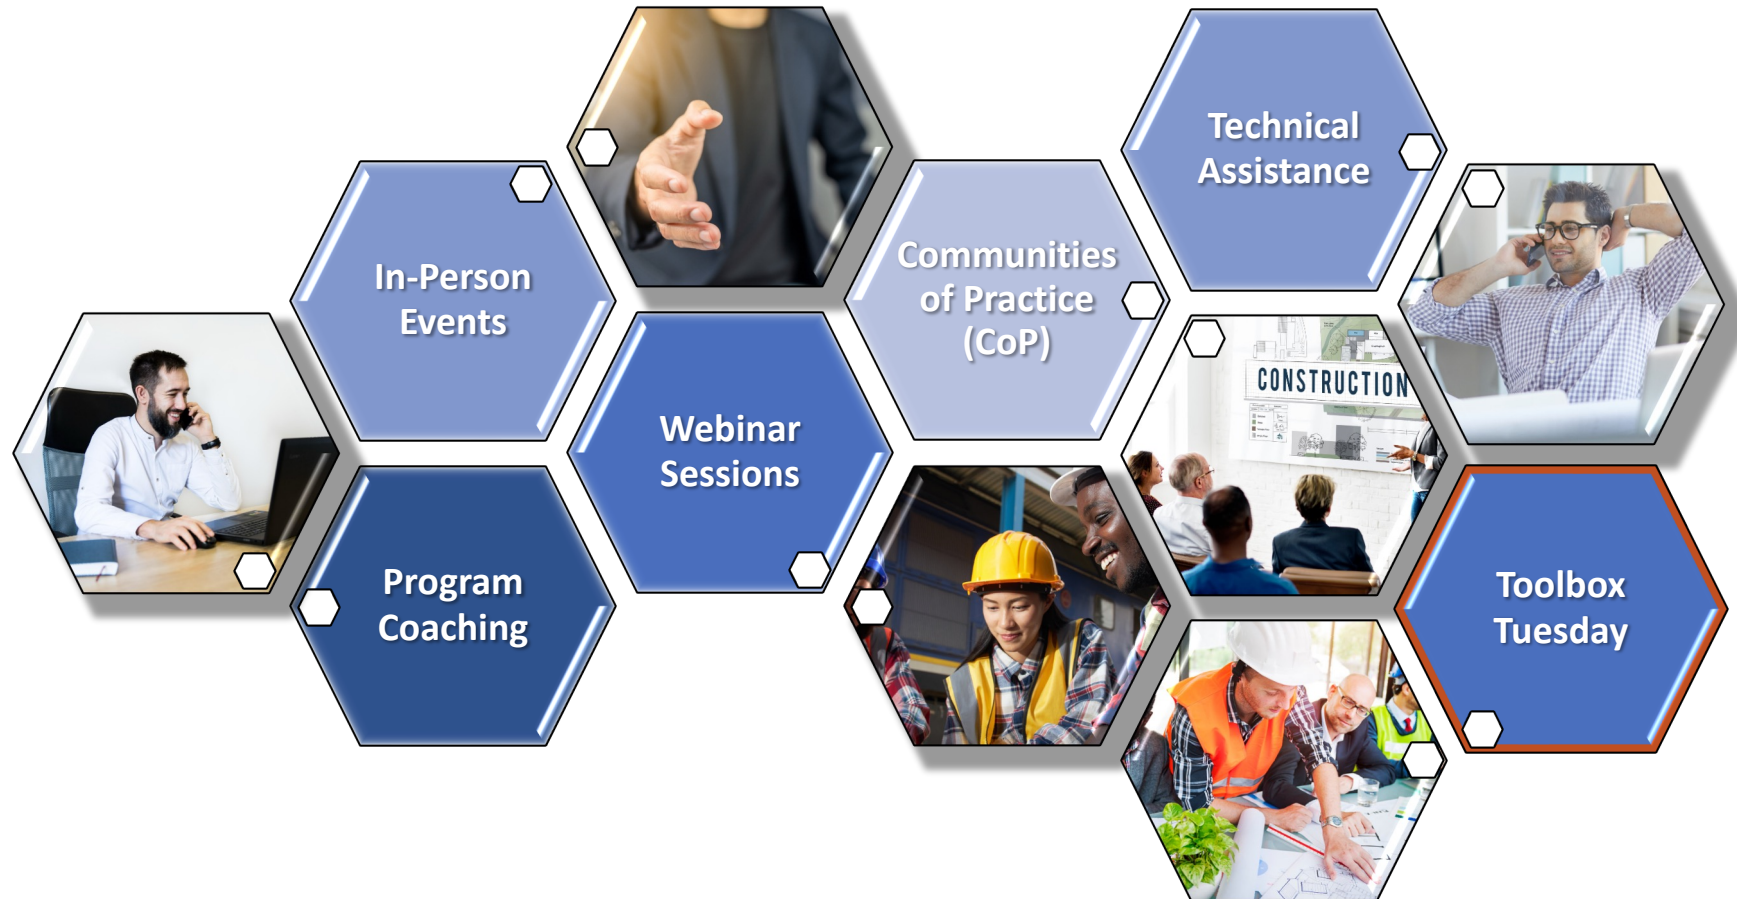 Technical
Assistance
In-Person
Events
Communities
of Practice
(CoP)
CONSTRUCTION
Webinar
Sessions
Program
Coaching
Toolbox
Tuesday